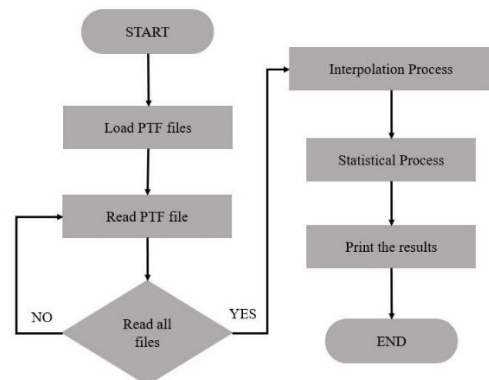 START
Load PTF files
Read PTF file
NO
Read all
files
YES
Interpolation Process
Statistical Process
Print the results
END